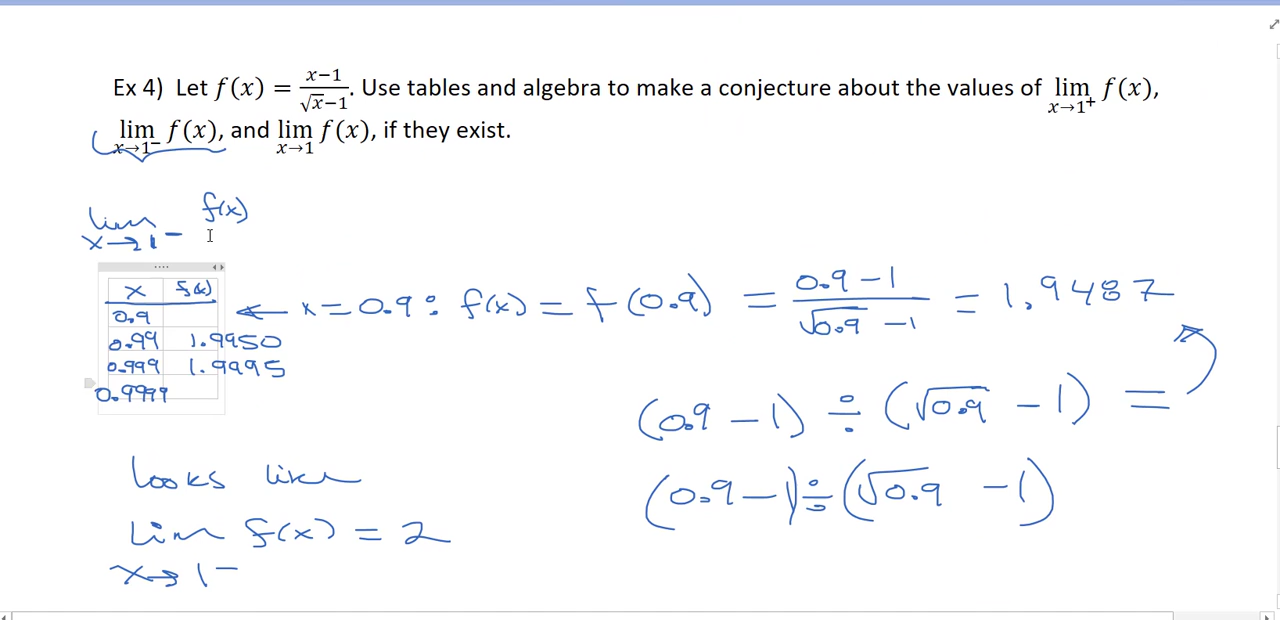 Ex 4) Let f(x) = x−1/√x−1. Use tables and algebra to make a conjecture about the values of lim x→1⁺ f(x),
lim x→1⁻ f(x), and lim x→1 f(x), if they exist.
lim x→1⁻ f(x)
x f(x)
0.9 ← x = 0.9: f(x) = f(0.9) = 0.9−1/√0.9−1 = 1.9487
0.99 1.9950
0.999 1.9995
0.9999
(0.9 − 1) ÷ (√0.9 − 1) =
looks like
(0.9 − 1) ÷ (√0.9 − 1)
lim f(x) = 2
x→1⁻